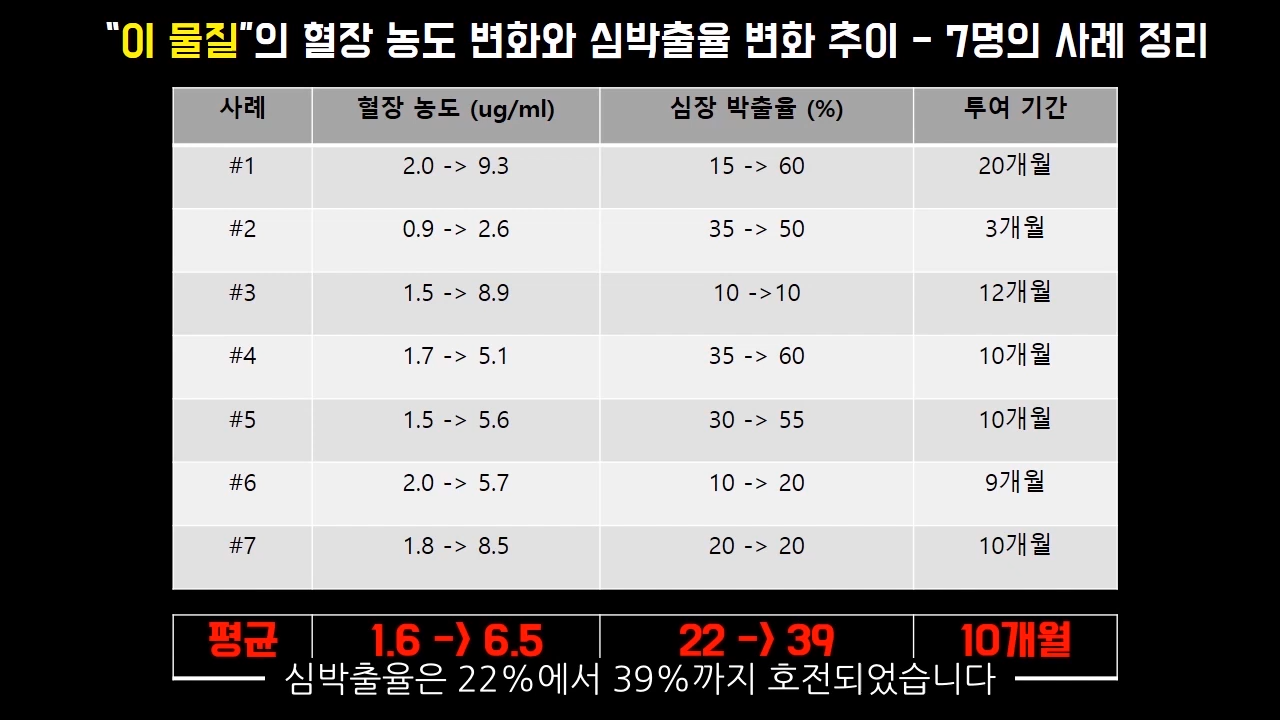 “이 물질”의 혈장 농도 변화와 심박출율 변화 추이 - 7명의 사례 정리
사례 혈장 농도 (ug/ml) 심장 박출율 (%) 투여 기간
#1 2.0 -> 9.3 15 -> 60 20개월
#2 0.9 -> 2.6 35 -> 50 3개월
#3 1.5 -> 8.9 10 ->10 12개월
#4 1.7 -> 5.1 35 -> 60 10개월
#5 1.5 -> 5.6 30 -> 55 10개월
#6 2.0 -> 5.7 10 -> 20 9개월
#7 1.8 -> 8.5 20 -> 20 10개월
평균 1.6 -> 6.5 22 -> 39 10개월
심박출율은 22%에서 39%까지 호전되었습니다